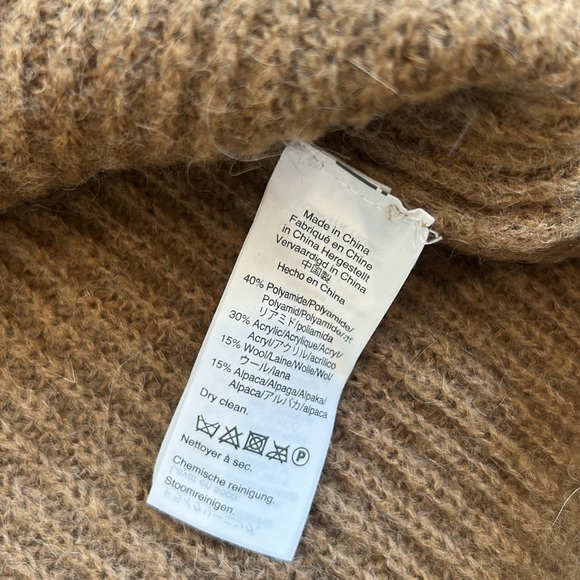 Made in China
Fabriqué en Chine
in China Hergestellt
Vervaardigd in China
中国製
Hecho en China
40% Polyamide/Polyamide/
Polyamid/Polyamide/ポ
リアミド/poliamida
30% Acrylic/Acrylique/Acryl/
Acryl/アクリル/acrílico
15% Wool/Laine/Wolle/Wol/
ウール/lana
15% Alpaca/Alpaga/Alpaka/
Alpaca/アルパカ/alpaca
Dry clean.
P
Nettoyer à sec.
Chemische reinigung.
Stoomreinigen.